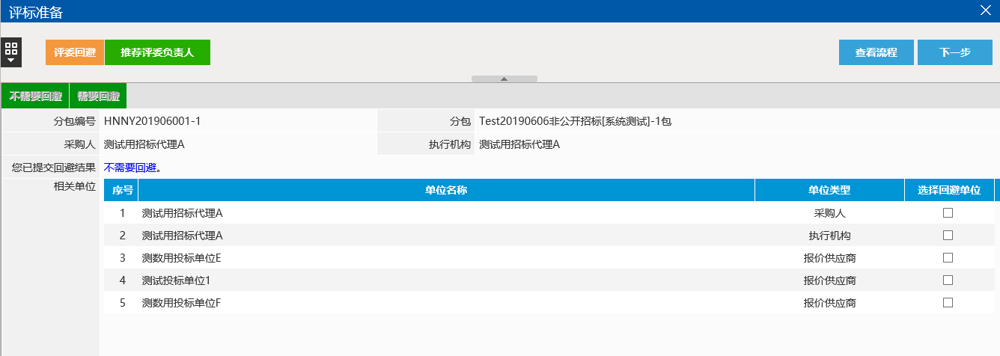 评标准备
评委回避 推荐评委负责人 查看流程 下一步
不需要回避 需要回避
分包编号 HNNY201906001-1 分包 Test20190606非公开招标[系统测试]-1包
采购人 测试用招标代理A 执行机构 测试用招标代理A
您已提交回避结果 不需要回避。
相关单位
序号 单位名称 单位类型 选择回避单位
1 测试用招标代理A 采购人
2 测试用招标代理A 执行机构
3 测数用投标单位E 报价供应商
4 测试投标单位1 报价供应商
5 测数用投标单位F 报价供应商